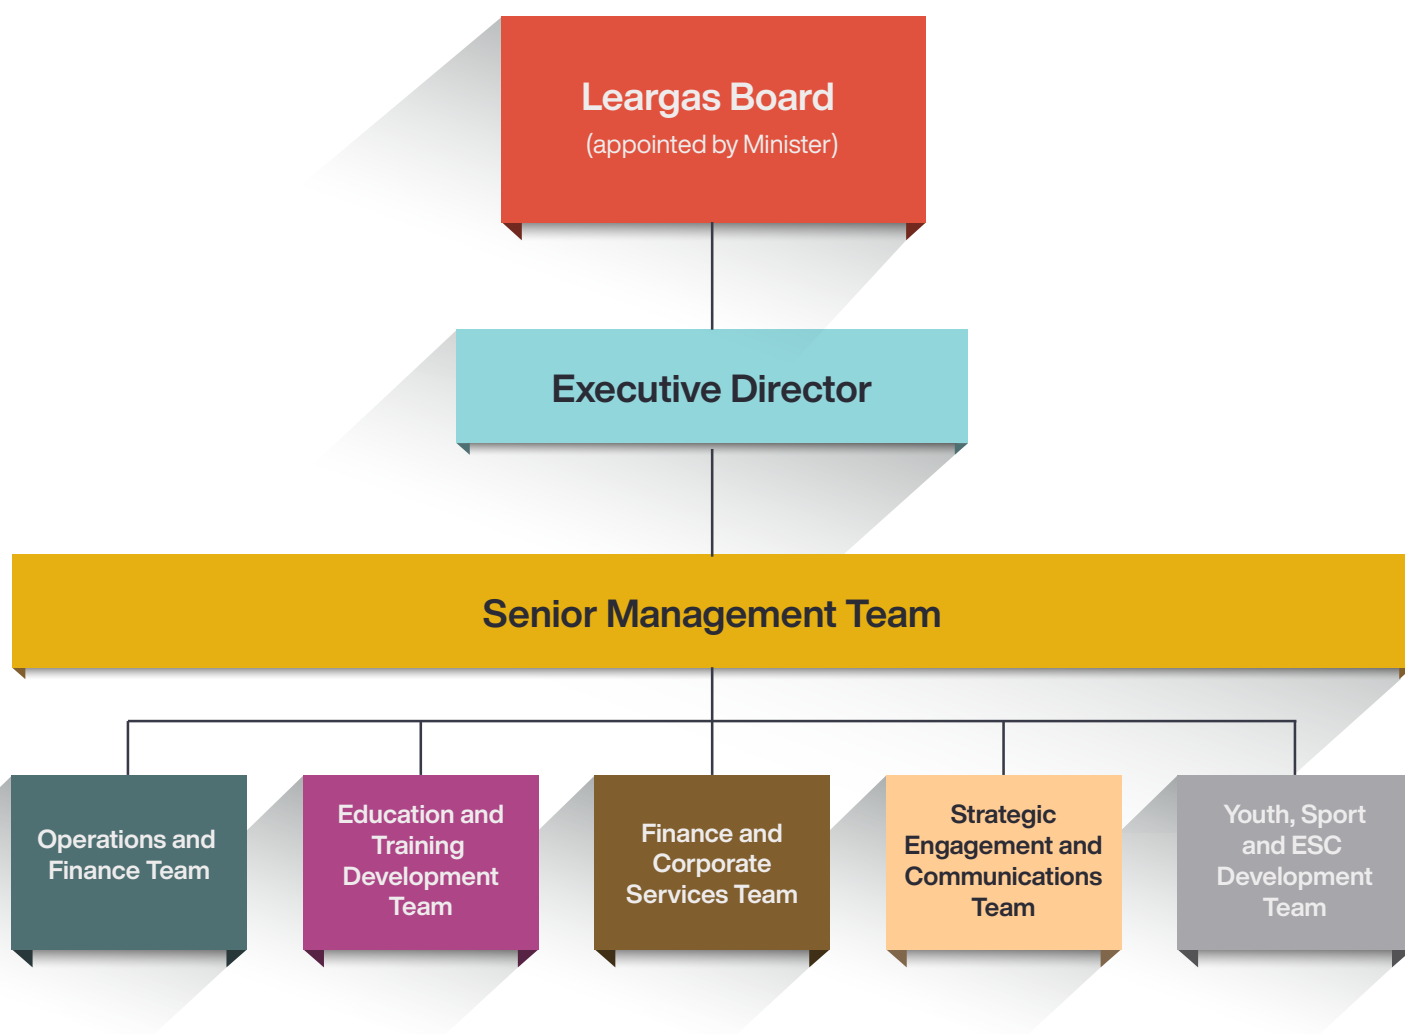 Leargas Board
(appointed by Minister)
Executive Director
Senior Management Team
Operations and
Finance Team
Education and
Training
Development
Team
Finance and
Corporate
Services Team
Strategic
Engagement and
Communications
Team
Youth, Sport
and ESC
Development
Team